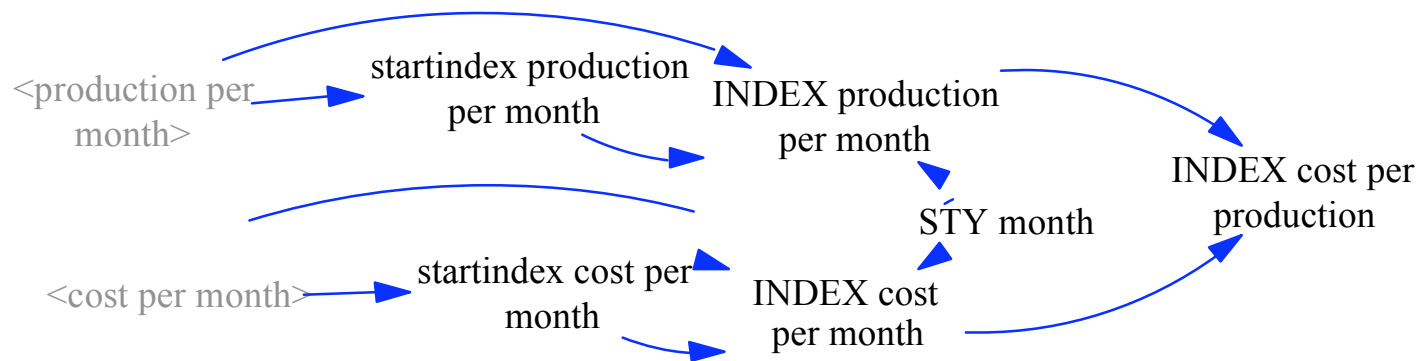 <production per
month>
startindex production
per month
INDEX production
per month
INDEX cost per
production
STY month
<cost per month>
startindex cost per
month
INDEX cost
per month